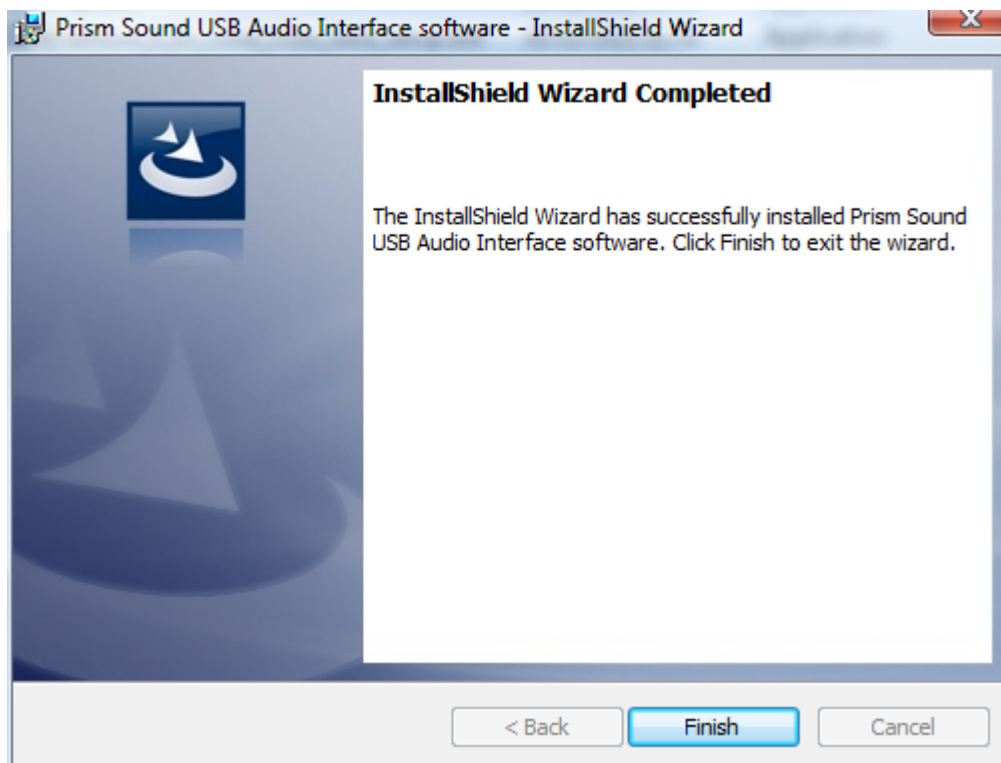 Prism Sound USB Audio Interface software - InstallShield Wizard
InstallShield Wizard Completed
The InstallShield Wizard has successfully installed Prism Sound
USB Audio Interface software. Click Finish to exit the wizard.
< Back
Finish
Cancel